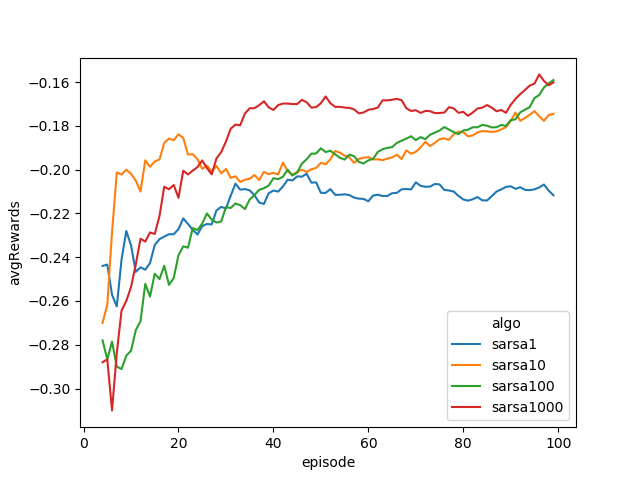 −0.16
−0.18
−0.20
−0.22
−0.24
−0.26
−0.28
−0.30
avgRewards
algo
sarsa1
sarsa10
sarsa100
sarsa1000
0 20 40 60 80 100
episode